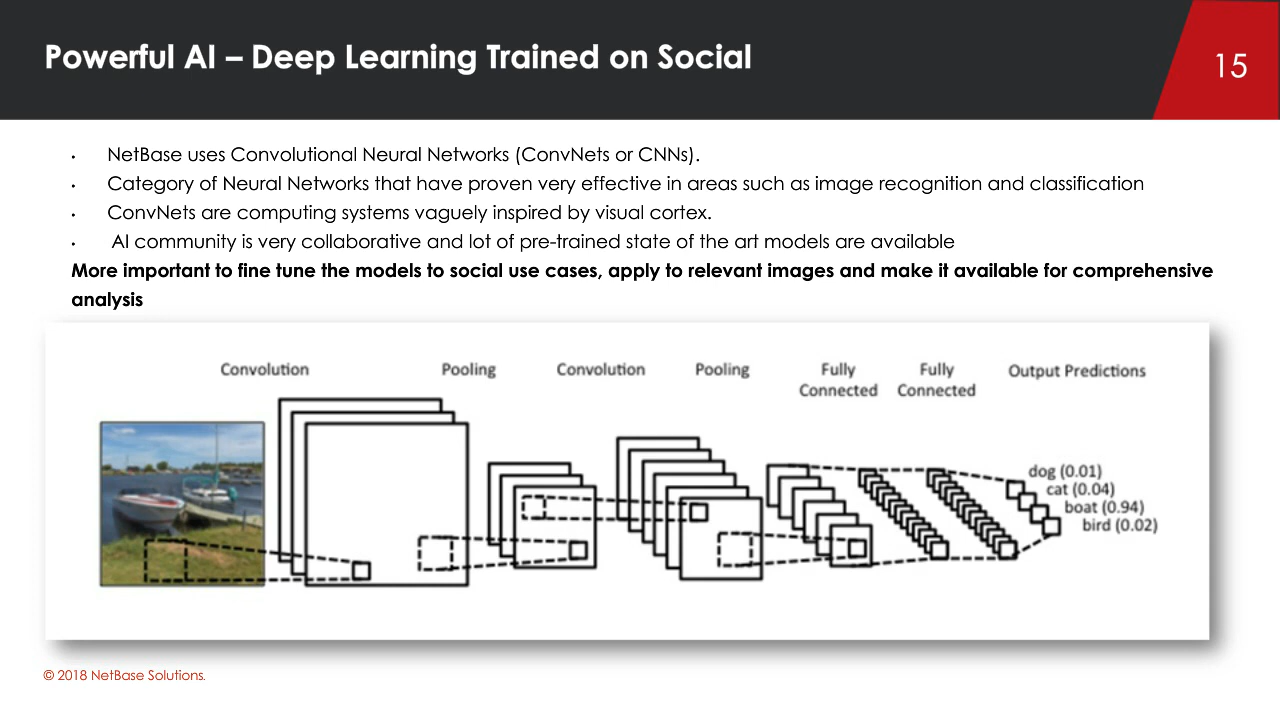 Powerful AI – Deep Learning Trained on Social
15
• NetBase uses Convolutional Neural Networks (ConvNets or CNNs).
• Category of Neural Networks that have proven very effective in areas such as image recognition and classification
• ConvNets are computing systems vaguely inspired by visual cortex.
• AI community is very collaborative and lot of pre-trained state of the art models are available
More important to fine tune the models to social use cases, apply to relevant images and make it available for comprehensive
analysis
Convolution
Pooling
Convolution
Pooling
Fully
Connected
Fully
Connected
Output Predictions
dog (0.01)
cat (0.04)
boat (0.94)
bird (0.02)
© 2018 NetBase Solutions.